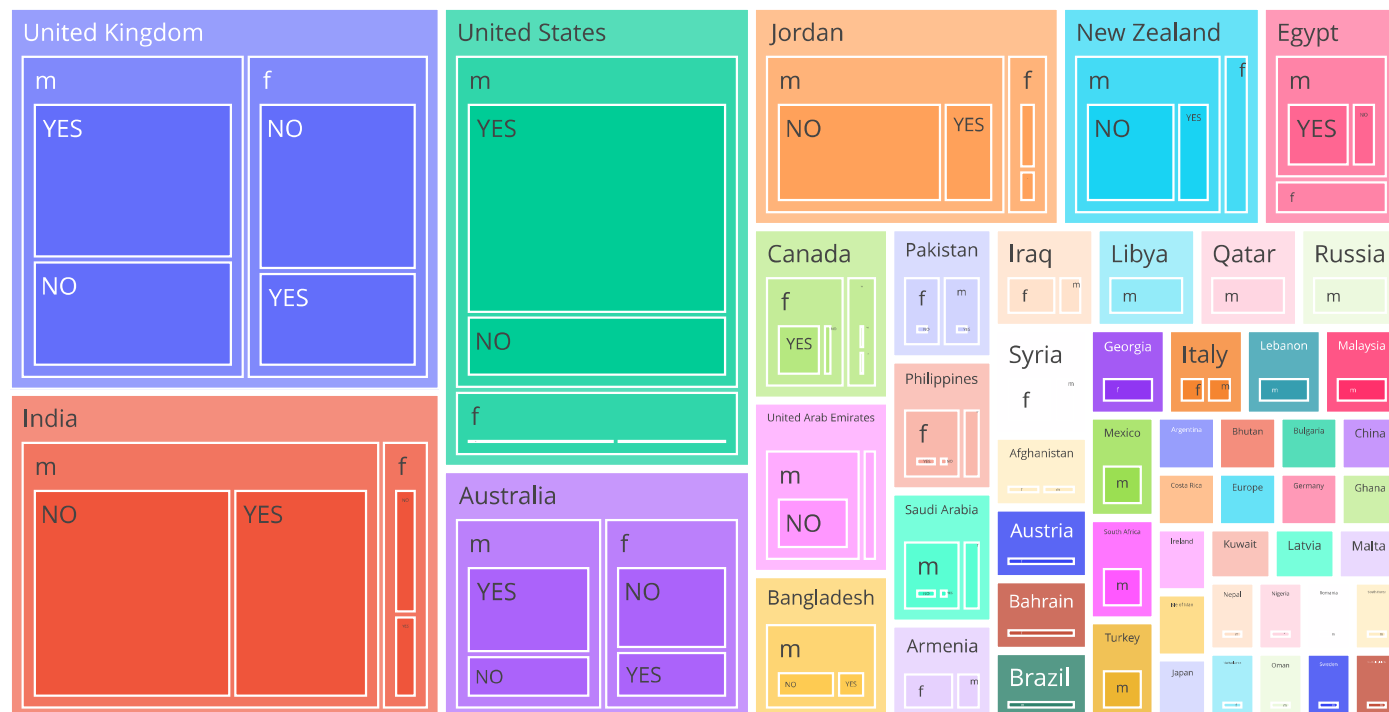 United Kingdom
m
YES
NO
f
NO
YES
India
m
NO
YES
f
United States
m
YES
NO
f
Australia
m
YES
NO
f
NO
YES
Jordan
m
NO
YES
f
New Zealand
m
NO
YES
f
Egypt
m
YES
NO
f
Canada
f
YES
United Arab Emirates
m
NO
Bangladesh
m
NO
YES
Pakistan
f
m
Philippines
f
Saudi Arabia
m
Armenia
f
m
Iraq
f
m
Libya
m
Qatar
m
Russia
m
Syria
f
m
Afghanistan
Austria
Bahrain
Brazil
Georgia
f
Italy
f
m
Lebanon
m
Malaysia
m
Mexico
m
South Africa
m
Turkey
m
Argentina
Bhutan
Bulgaria
China
Costa Rica
Europe
Germany
Ghana
Ireland
Kuwait
Latvia
Malta
Japan
Nepal
Nigeria
Romania
Oman
Sweden